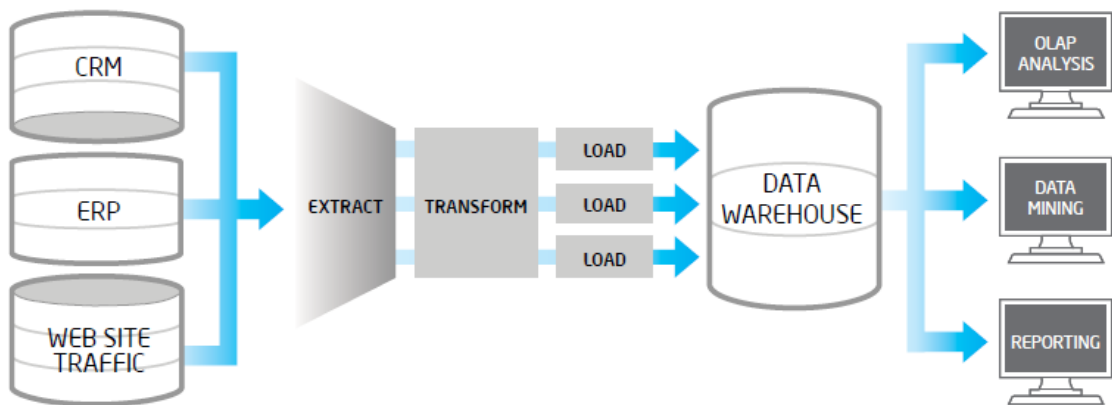 CRM
ERP
WEB SITE
TRAFFIC
EXTRACT
TRANSFORM
LOAD
LOAD
LOAD
DATA
WAREHOUSE
OLAP
ANALYSIS
DATA
MINING
REPORTING